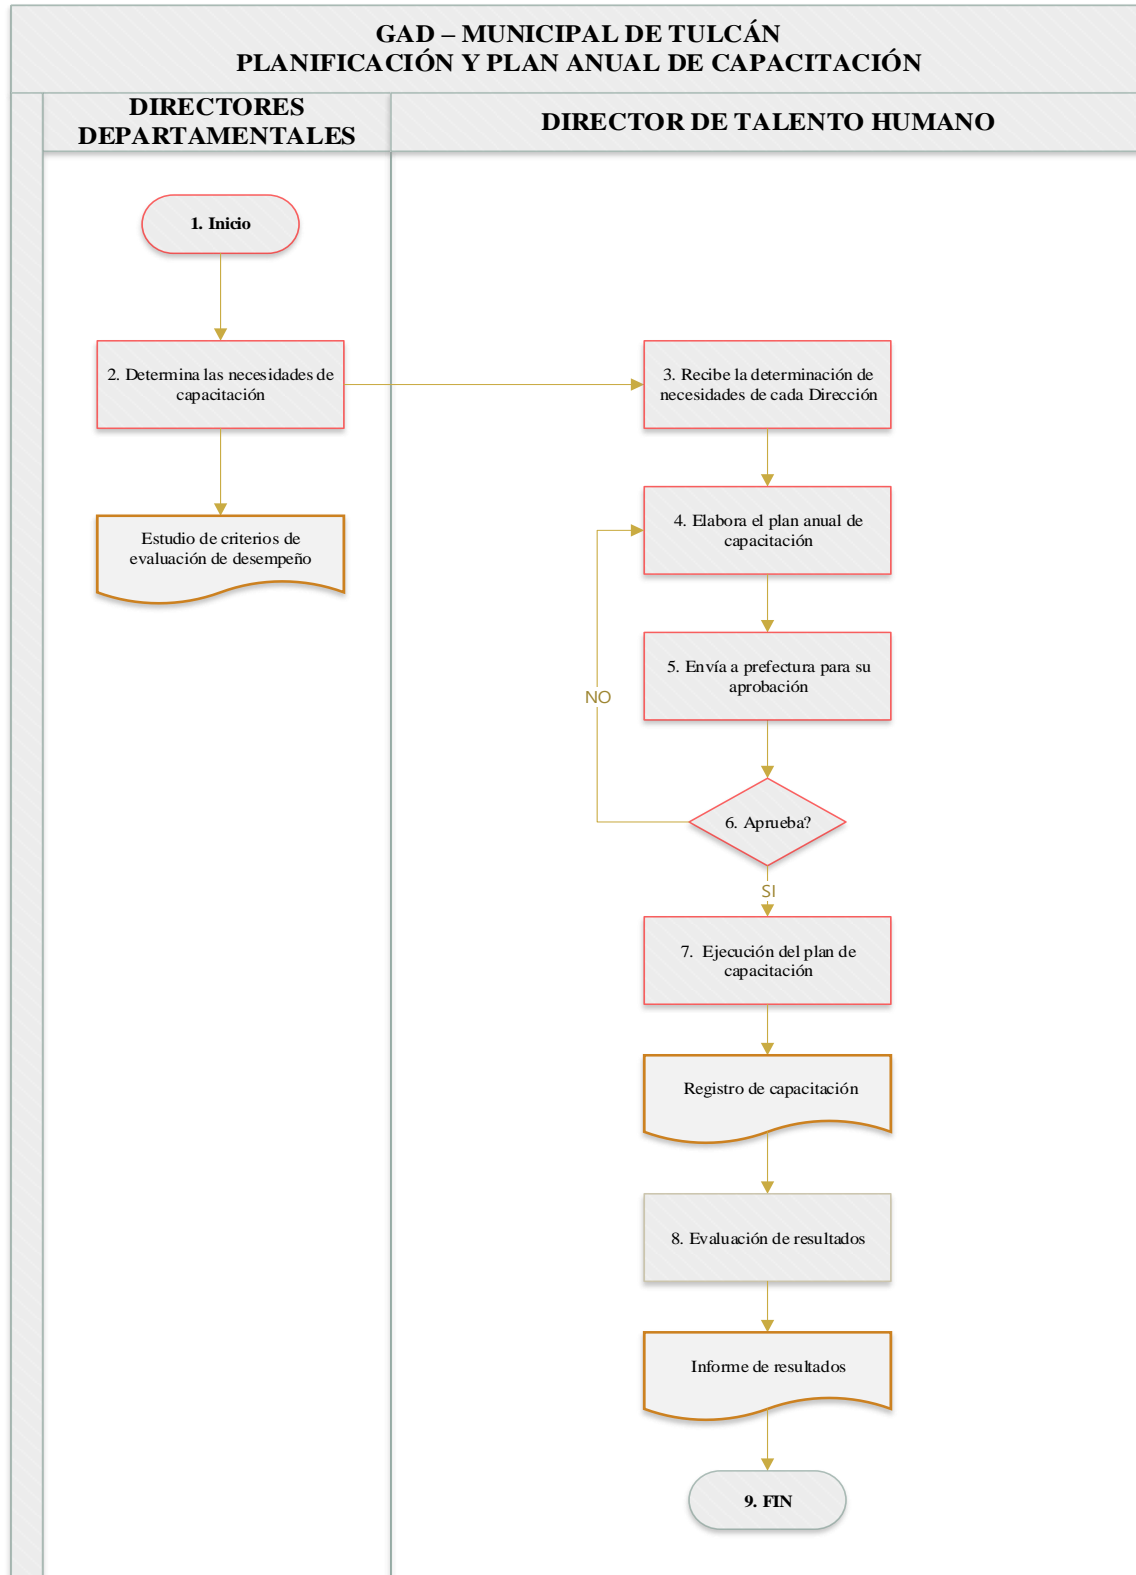 GAD – MUNICIPAL DE TULCÁN
PLANIFICACIÓN Y PLAN ANUAL DE CAPACITACIÓN
DIRECTORES
DEPARTAMENTALES
DIRECTOR DE TALENTO HUMANO
1. Inicio
2. Determina las necesidades de
capacitación
3. Recibe la determinación de
necesidades de cada Dirección
Estudio de criterios de
evaluación de desempeño
4. Elabora el plan anual de
capacitación
5. Envía a prefectura para su
aprobación
NO
6. Aprueba?
SI
7. Ejecución del plan de
capacitación
Registro de capacitación
8. Evaluación de resultados
Informe de resultados
9. FIN